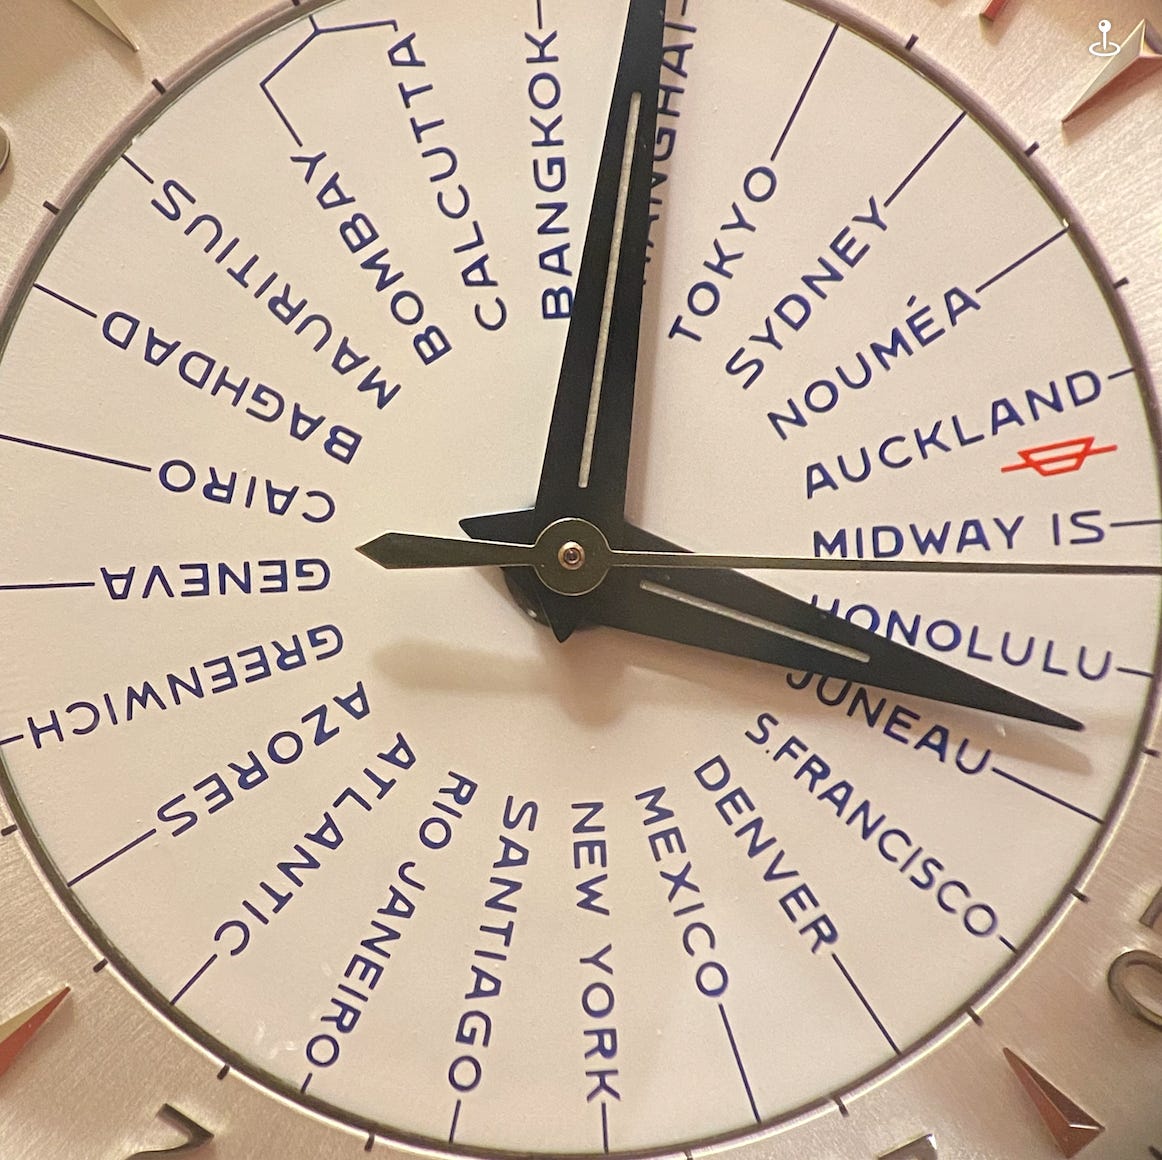 CALCUTTA
BANGKOK
SHANGHAI
TOKYO
SYDNEY
NOUMÉA
AUCKLAND
MIDWAY IS
HONOLULU
JUNEAU
S.FRANCISCO
DENVER
MEXICO
NEW YORK
SANTIAGO
RIO JANEIRO
ATLANTIC
AZORES
GREENWICH
GENEVA
CAIRO
BAGHDAD
MAURITIUS
BOMBAY